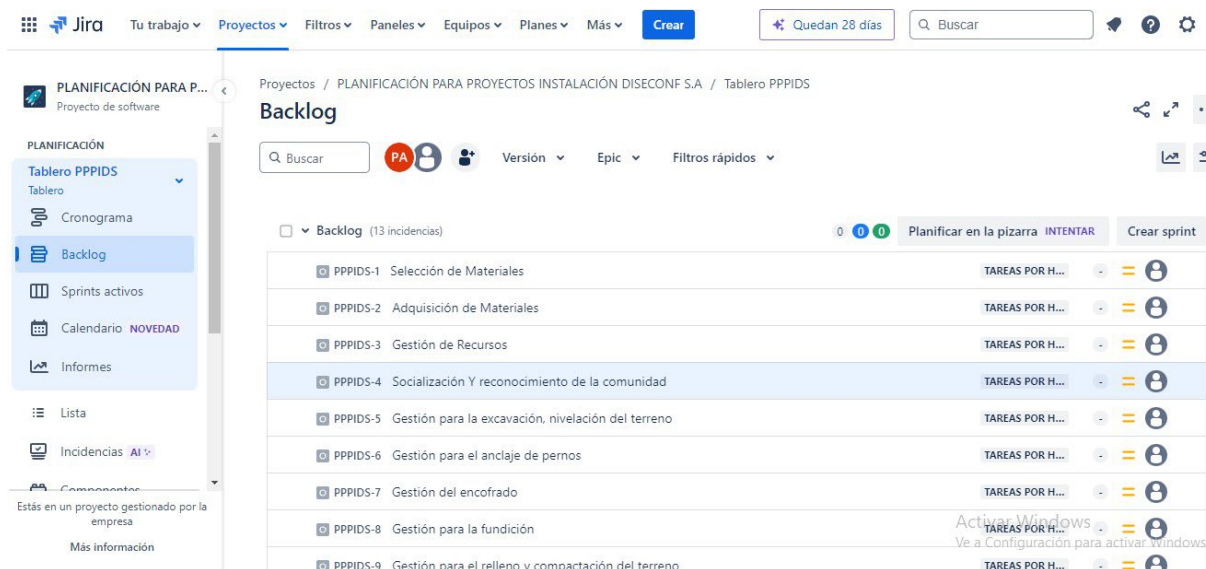 Jira Tu trabajo Proyectos Filtros Paneles Equipos Planes Más Crear Quedan 28 días Buscar
PLANIFICACIÓN PARA P...
Proyecto de software
PLANIFICACIÓN
Tablero PPPIDS
Tablero
Cronograma
Backlog
Sprints activos
Calendario NOVEDAD
Informes
Lista
Incidencias AI
Componentes
Estás en un proyecto gestionado por la
empresa
Más información
Proyectos / PLANIFICACIÓN PARA PROYECTOS INSTALACIÓN DISECONF S.A / Tablero PPPIDS
Backlog
Buscar PA Versión Epic Filtros rápidos
Backlog (13 incidencias) 0 0 0 Planificar en la pizarra INTENTAR Crear sprint
PPPIDS-1 Selección de Materiales TAREAS POR H... -
PPPIDS-2 Adquisición de Materiales TAREAS POR H... -
PPPIDS-3 Gestión de Recursos TAREAS POR H... -
PPPIDS-4 Socialización Y reconocimiento de la comunidad TAREAS POR H... -
PPPIDS-5 Gestión para la excavación, nivelación del terreno TAREAS POR H... -
PPPIDS-6 Gestión para el anclaje de pernos TAREAS POR H... -
PPPIDS-7 Gestión del encofrado TAREAS POR H... -
PPPIDS-8 Gestión para la fundición TAREAS POR H... -
PPPIDS-9 Gestión para el relleno y compactación del terreno TAREAS POR H... -
Activar Windows
Ve a Configuración para activar Windows